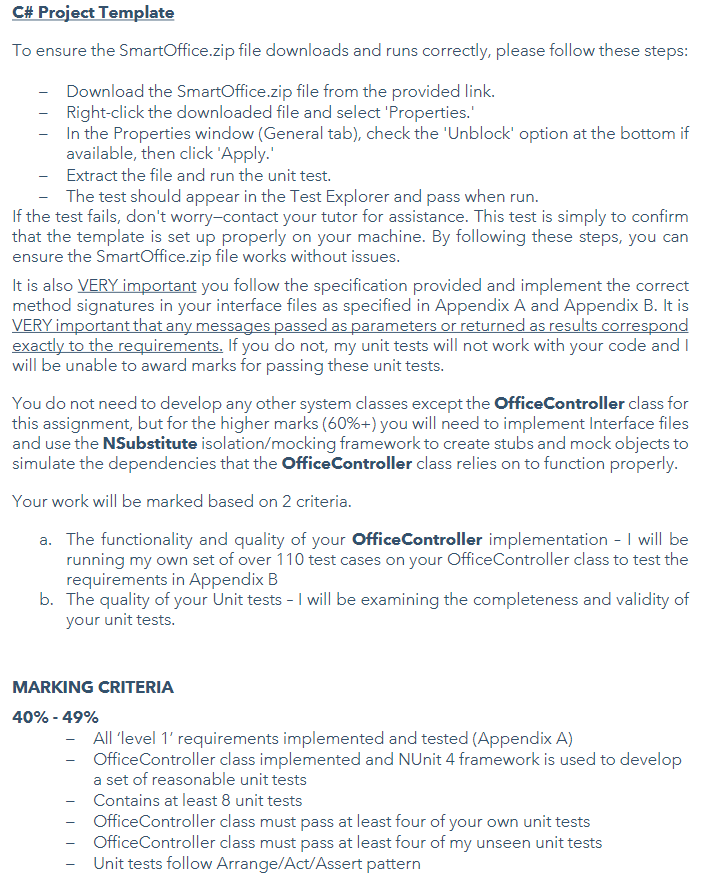 C# Project Template
To ensure the SmartOffice.zip file downloads and runs correctly, please follow these steps:
– Download the SmartOffice.zip file from the provided link.
– Right-click the downloaded file and select 'Properties.'
– In the Properties window (General tab), check the 'Unblock' option at the bottom if
available, then click 'Apply.'
– Extract the file and run the unit test.
– The test should appear in the Test Explorer and pass when run.
If the test fails, don't worry—contact your tutor for assistance. This test is simply to confirm
that the template is set up properly on your machine. By following these steps, you can
ensure the SmartOffice.zip file works without issues.
It is also VERY important you follow the specification provided and implement the correct
method signatures in your interface files as specified in Appendix A and Appendix B. It is
VERY important that any messages passed as parameters or returned as results correspond
exactly to the requirements. If you do not, my unit tests will not work with your code and I
will be unable to award marks for passing these unit tests.
You do not need to develop any other system classes except the OfficeController class for
this assignment, but for the higher marks (60%+) you will need to implement Interface files
and use the NSubstitute isolation/mocking framework to create stubs and mock objects to
simulate the dependencies that the OfficeController class relies on to function properly.
Your work will be marked based on 2 criteria.
a. The functionality and quality of your OfficeController implementation – I will be
running my own set of over 110 test cases on your OfficeController class to test the
requirements in Appendix B
b. The quality of your Unit tests – I will be examining the completeness and validity of
your unit tests.
MARKING CRITERIA
40% - 49%
– All ‘level 1’ requirements implemented and tested (Appendix A)
– OfficeController class implemented and NUnit 4 framework is used to develop
a set of reasonable unit tests
– Contains at least 8 unit tests
– OfficeController class must pass at least four of your own unit tests
– OfficeController class must pass at least four of my unseen unit tests
– Unit tests follow Arrange/Act/Assert pattern